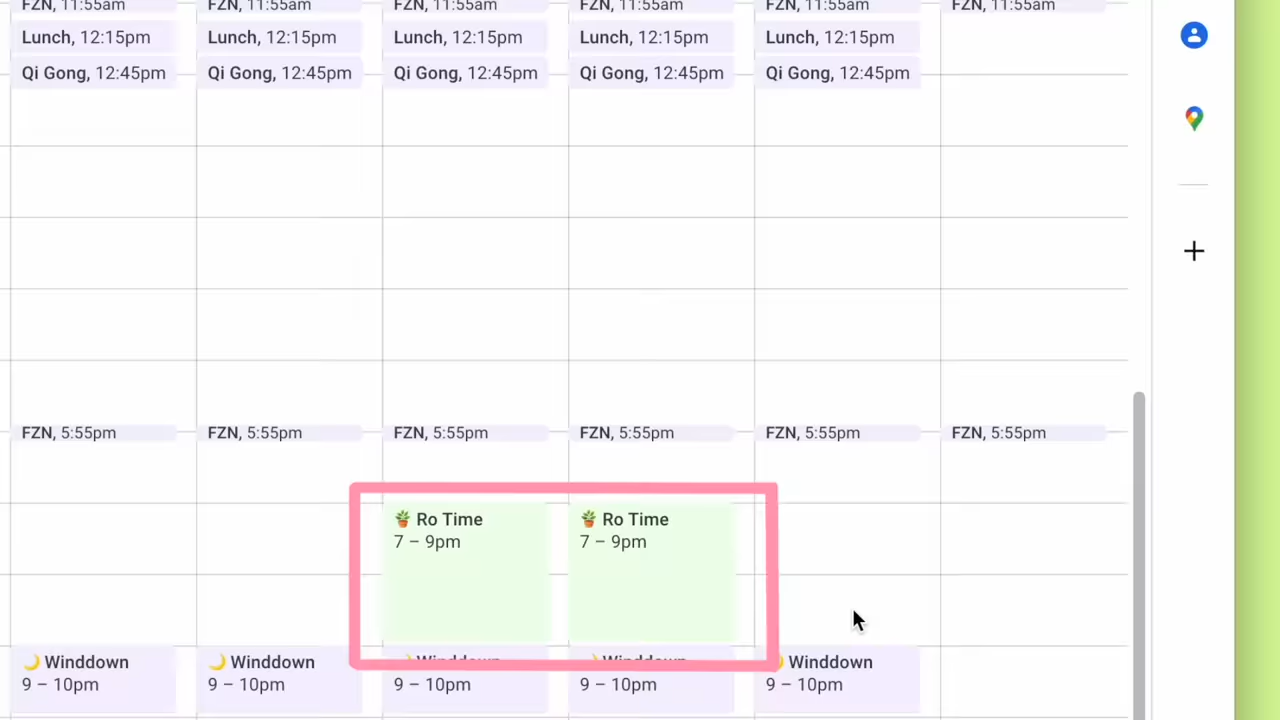 FZN, 11:55am FZN, 11:55am FZN, 11:55am FZN, 11:55am FZN, 11:55am FZN, 11:55am
Lunch, 12:15pm Lunch, 12:15pm Lunch, 12:15pm Lunch, 12:15pm Lunch, 12:15pm
Qi Gong, 12:45pm Qi Gong, 12:45pm Qi Gong, 12:45pm Qi Gong, 12:45pm Qi Gong, 12:45pm
FZN, 5:55pm FZN, 5:55pm FZN, 5:55pm FZN, 5:55pm FZN, 5:55pm FZN, 5:55pm
🪴 Ro Time 🪴 Ro Time
7 – 9pm 7 – 9pm
🌙 Winddown 🌙 Winddown 🌙 Winddown 🌙 Winddown 🌙 Winddown
9 – 10pm 9 – 10pm 9 – 10pm 9 – 10pm 9 – 10pm